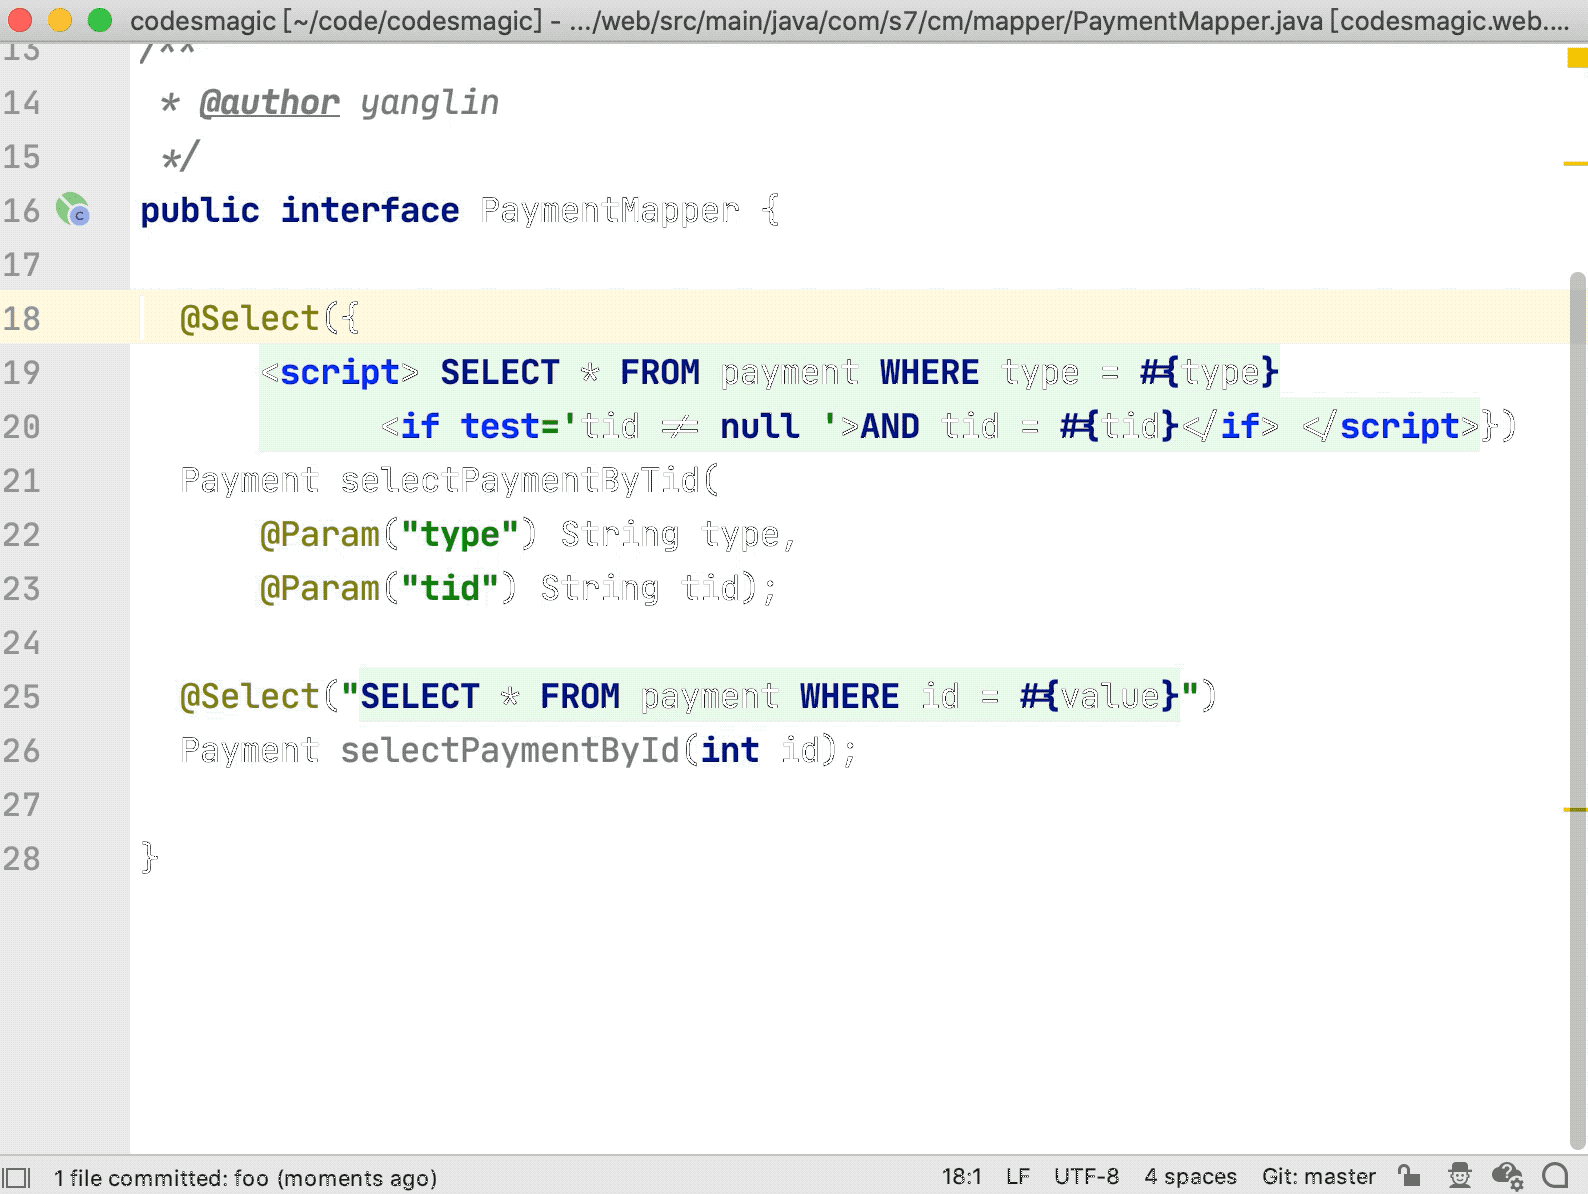 codesmagic [~/code/codesmagic] - .../web/src/main/java/com/s7/cm/mapper/PaymentMapper.java [codesmagic.web....
13 /**
14 * @author yanglin
15 */
16 public interface PaymentMapper {
17
18 @Select({
19 <script> SELECT * FROM payment WHERE type = #{type}
20 <if test='tid != null '>AND tid = #{tid}</if> </script>})
21 Payment selectPaymentByTid(
22 @Param("type") String type,
23 @Param("tid") String tid);
24
25 @Select("SELECT * FROM payment WHERE id = #{value}")
26 Payment selectPaymentById(int id);
27
28 }
1 file committed: foo (moments ago) 18:1 LF UTF-8 4 spaces Git: master